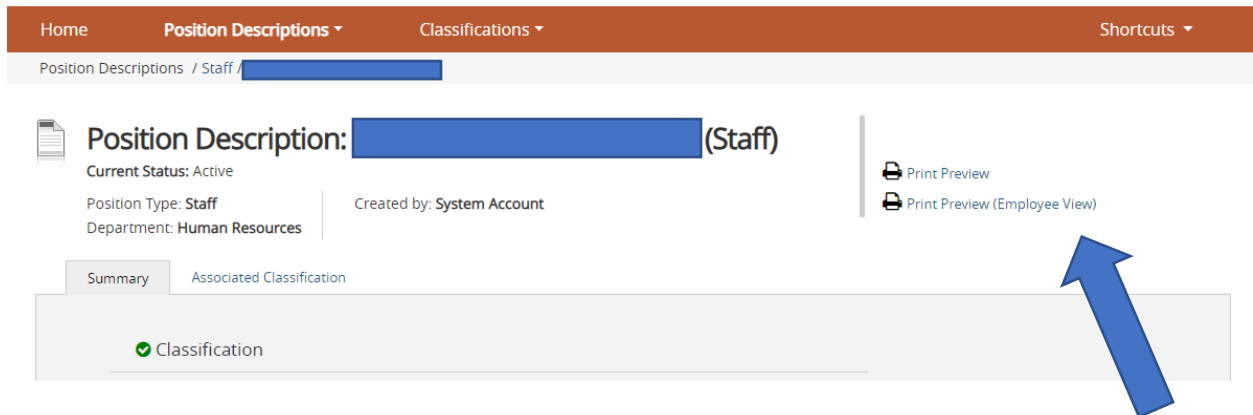 Home Position Descriptions Classifications Shortcuts
Position Descriptions / Staff /
Position Description: (Staff)
Current Status: Active
Print Preview
Position Type: Staff Created by: System Account
Print Preview (Employee View)
Department: Human Resources
Summary Associated Classification
Classification